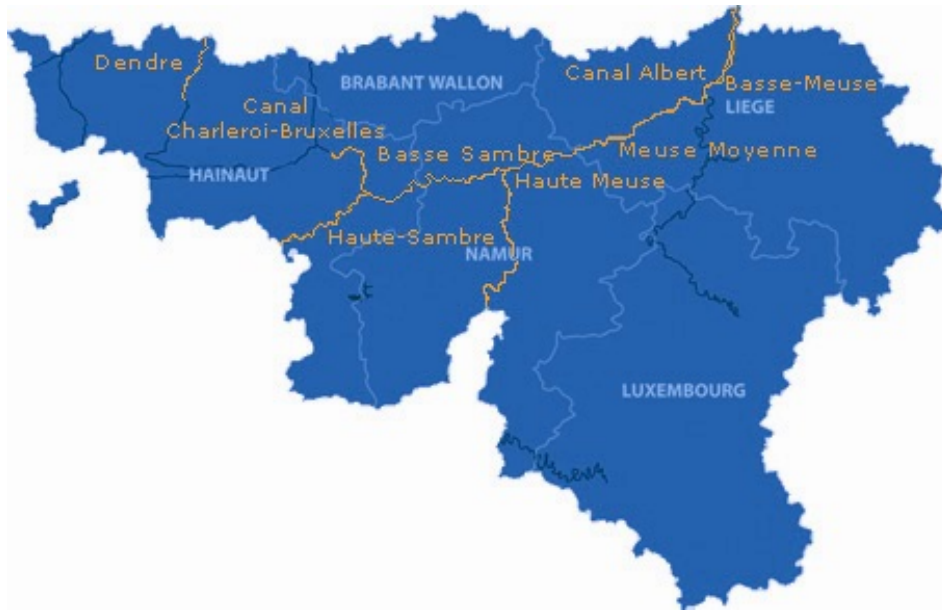 Dendre
BRABANT WALLON
Canal Albert
Basse-Meuse
LIEGE
Canal
Charleroi-Bruxelles
HAINAUT
Basse Sambre
Meuse Moyenne
Haute Meuse
Haute-Sambre
NAMUR
LUXEMBOURG